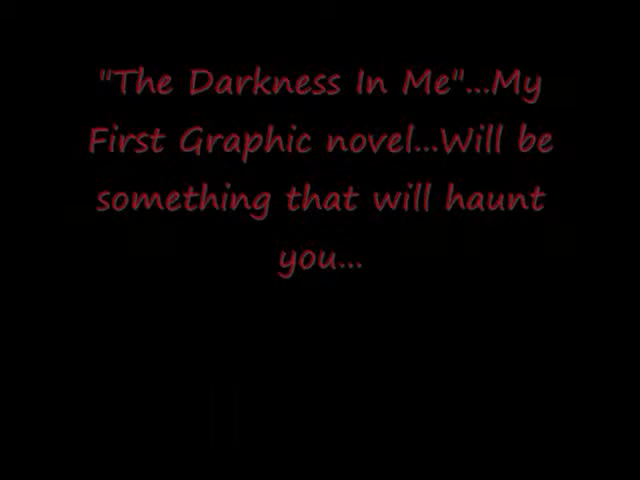 "The Darkness In Me"...My
First Graphic novel...Will be
something that will haunt
you...